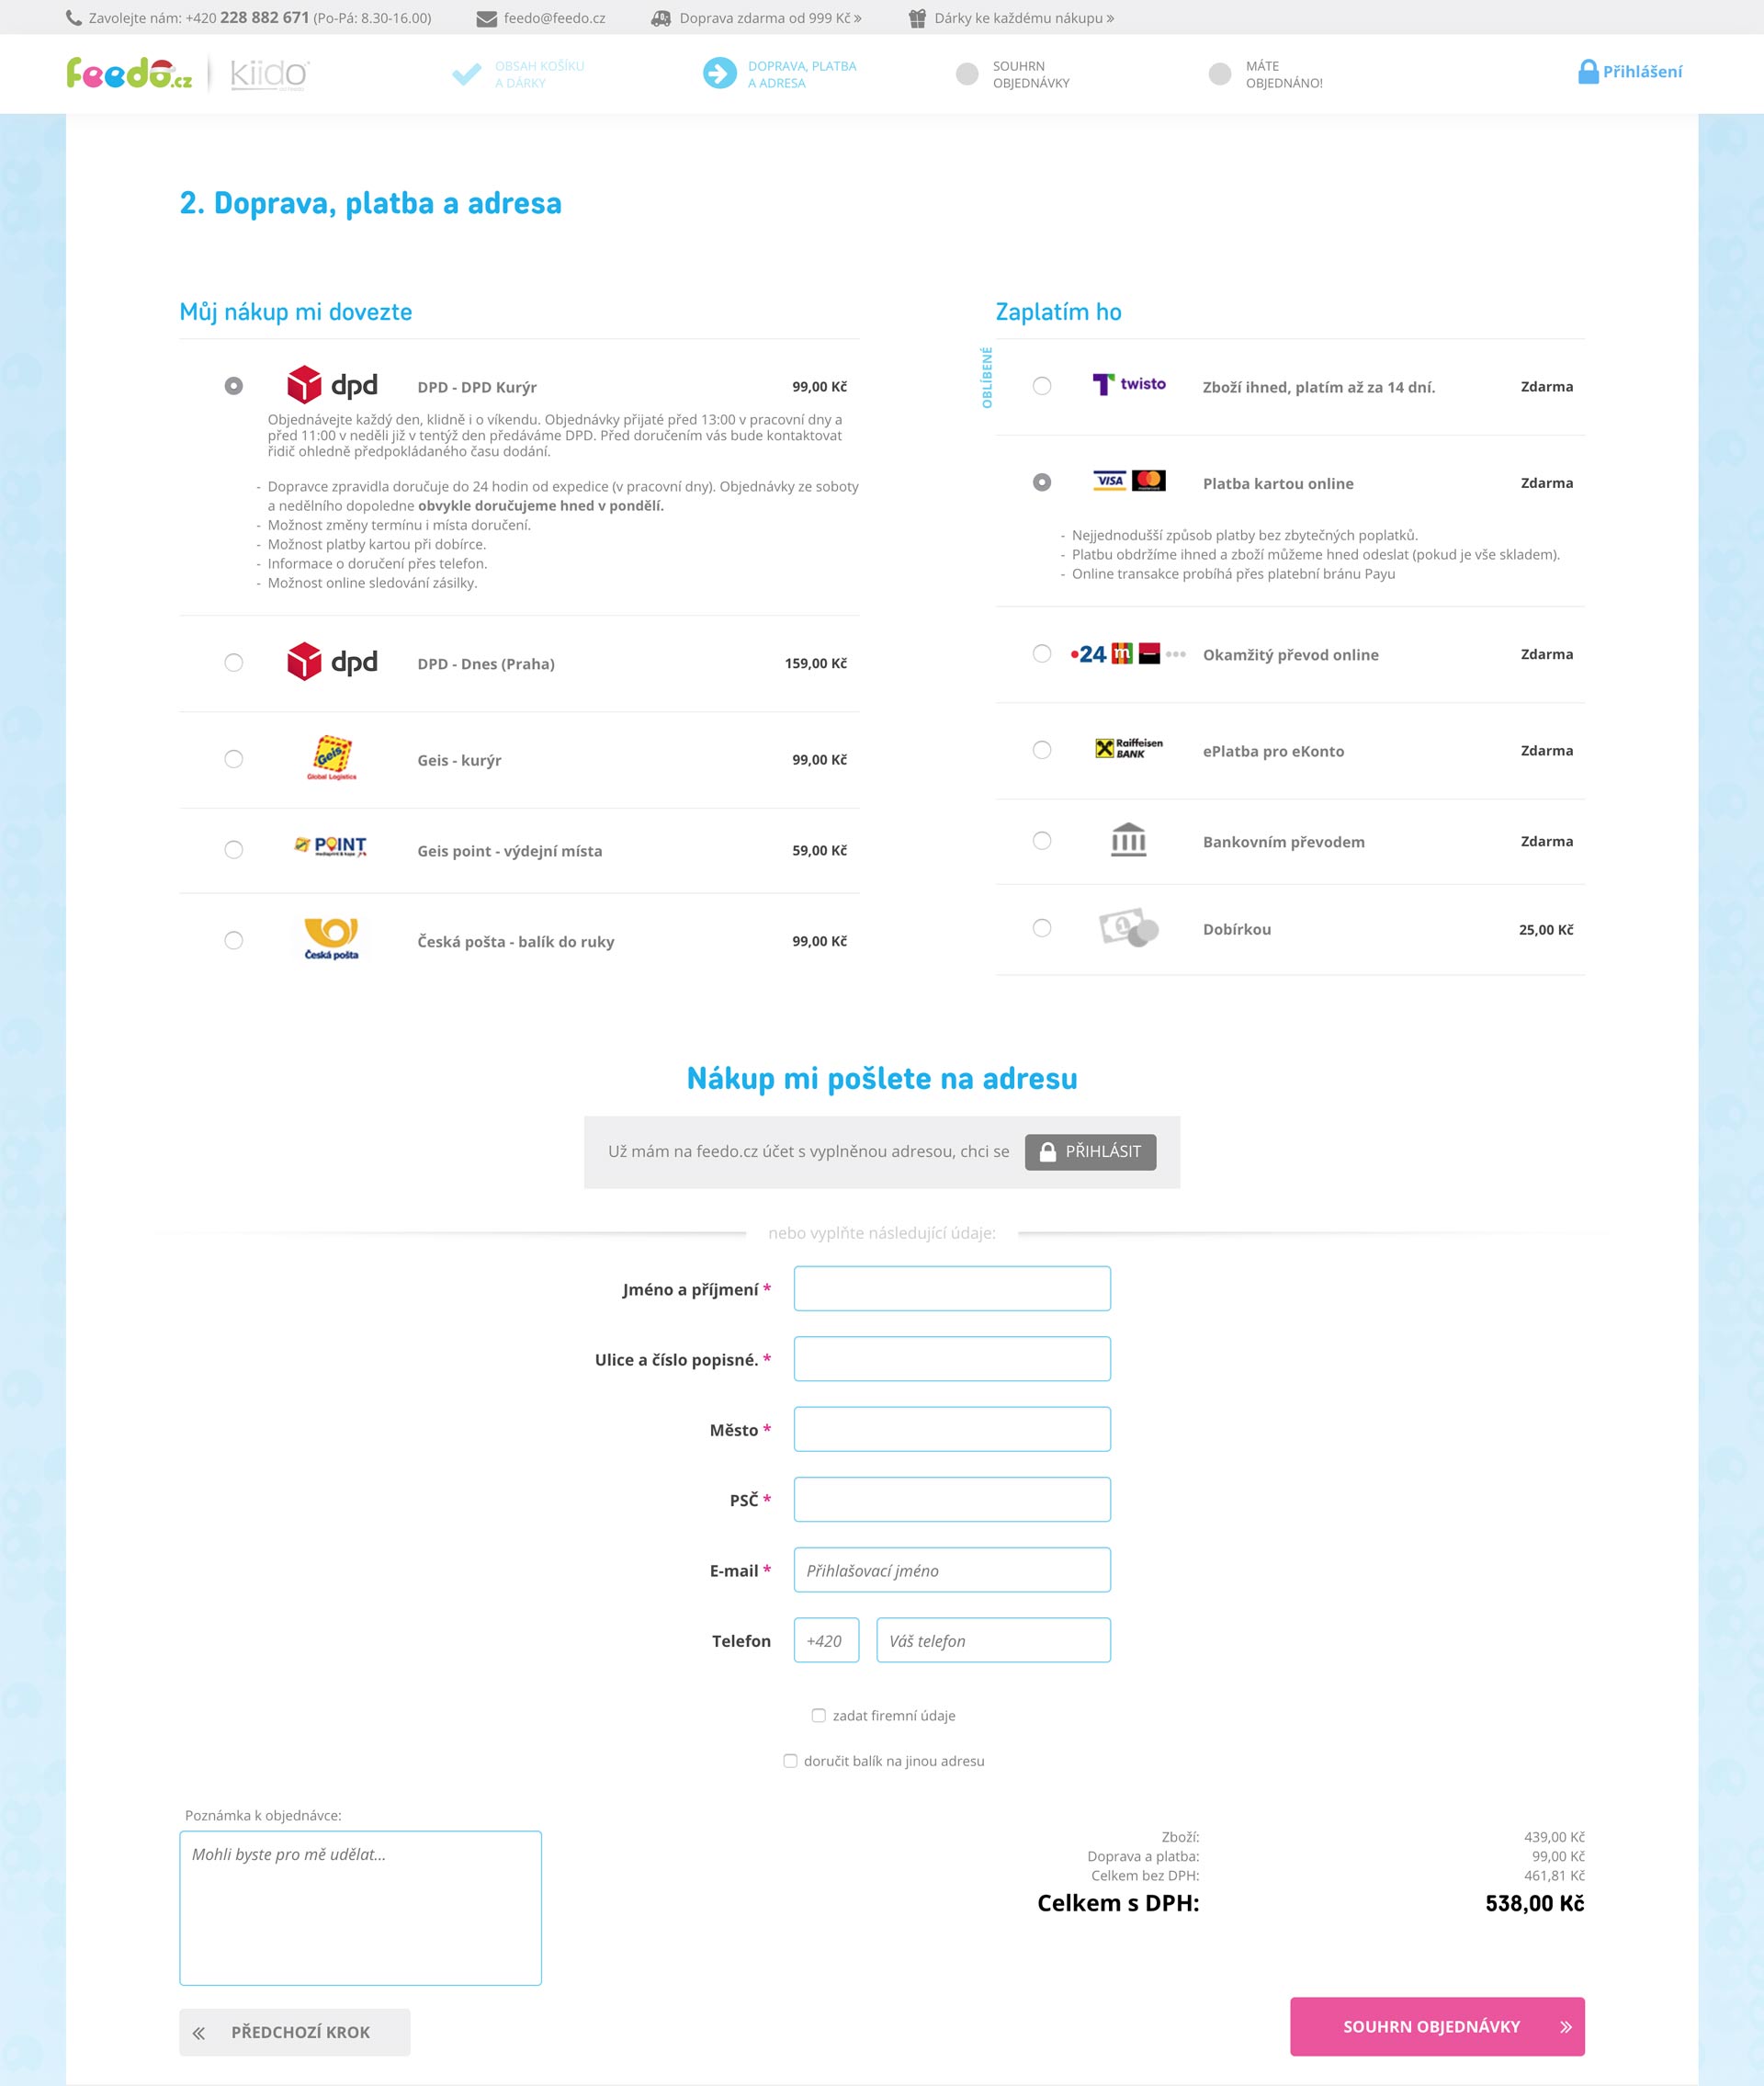 Zavolejte nám: +420 228 882 671 (Po-Pá: 8.30-16.00)
feedo@feedo.cz
Doprava zdarma od 999 Kč »
Dárky ke každému nákupu »
feedo.cz
kiido
OBSAH KOŠÍKU
A DÁRKY
DOPRAVA, PLATBA
A ADRESA
SOUHRN
OBJEDNÁVKY
MÁTE
OBJEDNÁNO!
Přihlášení
2. Doprava, platba a adresa
Můj nákup mi dovezte
dpd DPD - DPD Kurýr 99,00 Kč
Objednávejte každý den, klidně i o víkendu. Objednávky přijaté před 13:00 v pracovní dny a
před 11:00 v neděli již v tentýž den předáváme DPD. Před doručením vás bude kontaktovat
řidič ohledně předpokládaného času dodání.
- Dopravce zpravidla doručuje do 24 hodin od expedice (v pracovní dny). Objednávky ze soboty
a nedělního dopoledne obvykle doručujeme hned v pondělí.
- Možnost změny termínu i místa doručení.
- Možnost platby kartou při dobírce.
- Informace o doručení přes telefon.
- Možnost online sledování zásilky.
dpd DPD - Dnes (Praha) 159,00 Kč
Geis
Global Logistics
Geis - kurýr 99,00 Kč
POINT
Geis point - výdejní místa 59,00 Kč
Česká pošta
Česká pošta - balík do ruky 99,00 Kč
Zaplatím ho
OBLÍBENÉ
twisto Zboží ihned, platím až za 14 dní. Zdarma
VISA Platba kartou online Zdarma
- Nejjednodušší způsob platby bez zbytečných poplatků.
- Platbu obdržíme ihned a zboží můžeme hned odeslat (pokud je vše skladem).
- Online transakce probíhá přes platební bránu Payu
24 m Okamžitý převod online Zdarma
Raiffeisen
BANK
ePlatba pro eKonto Zdarma
Bankovním převodem Zdarma
1
Dobírkou 25,00 Kč
Nákup mi pošlete na adresu
Už mám na feedo.cz účet s vyplněnou adresou, chci se PŘIHLÁSIT
nebo vyplňte následující údaje:
Jméno a příjmení *
Ulice a číslo popisné. *
Město *
PSČ *
E-mail * Přihlašovací jméno
Telefon +420 Váš telefon
zadat firemní údaje
doručit balík na jinou adresu
Poznámka k objednávce:
Mohli byste pro mě udělat...
Zboží: 439,00 Kč
Doprava a platba: 99,00 Kč
Celkem bez DPH: 461,81 Kč
Celkem s DPH: 538,00 Kč
« PŘEDCHOZÍ KROK
SOUHRN OBJEDNÁVKY »